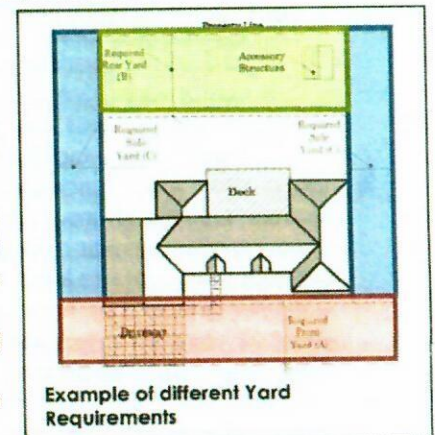 Property Line
Required
Rear Yard
(B)
Accessory
Structure
Required
Side
Yard (C)
Required
Side
Yard (C)
Deck
Driveway
Required
Front
Yard (A)
Example of different Yard
Requirements